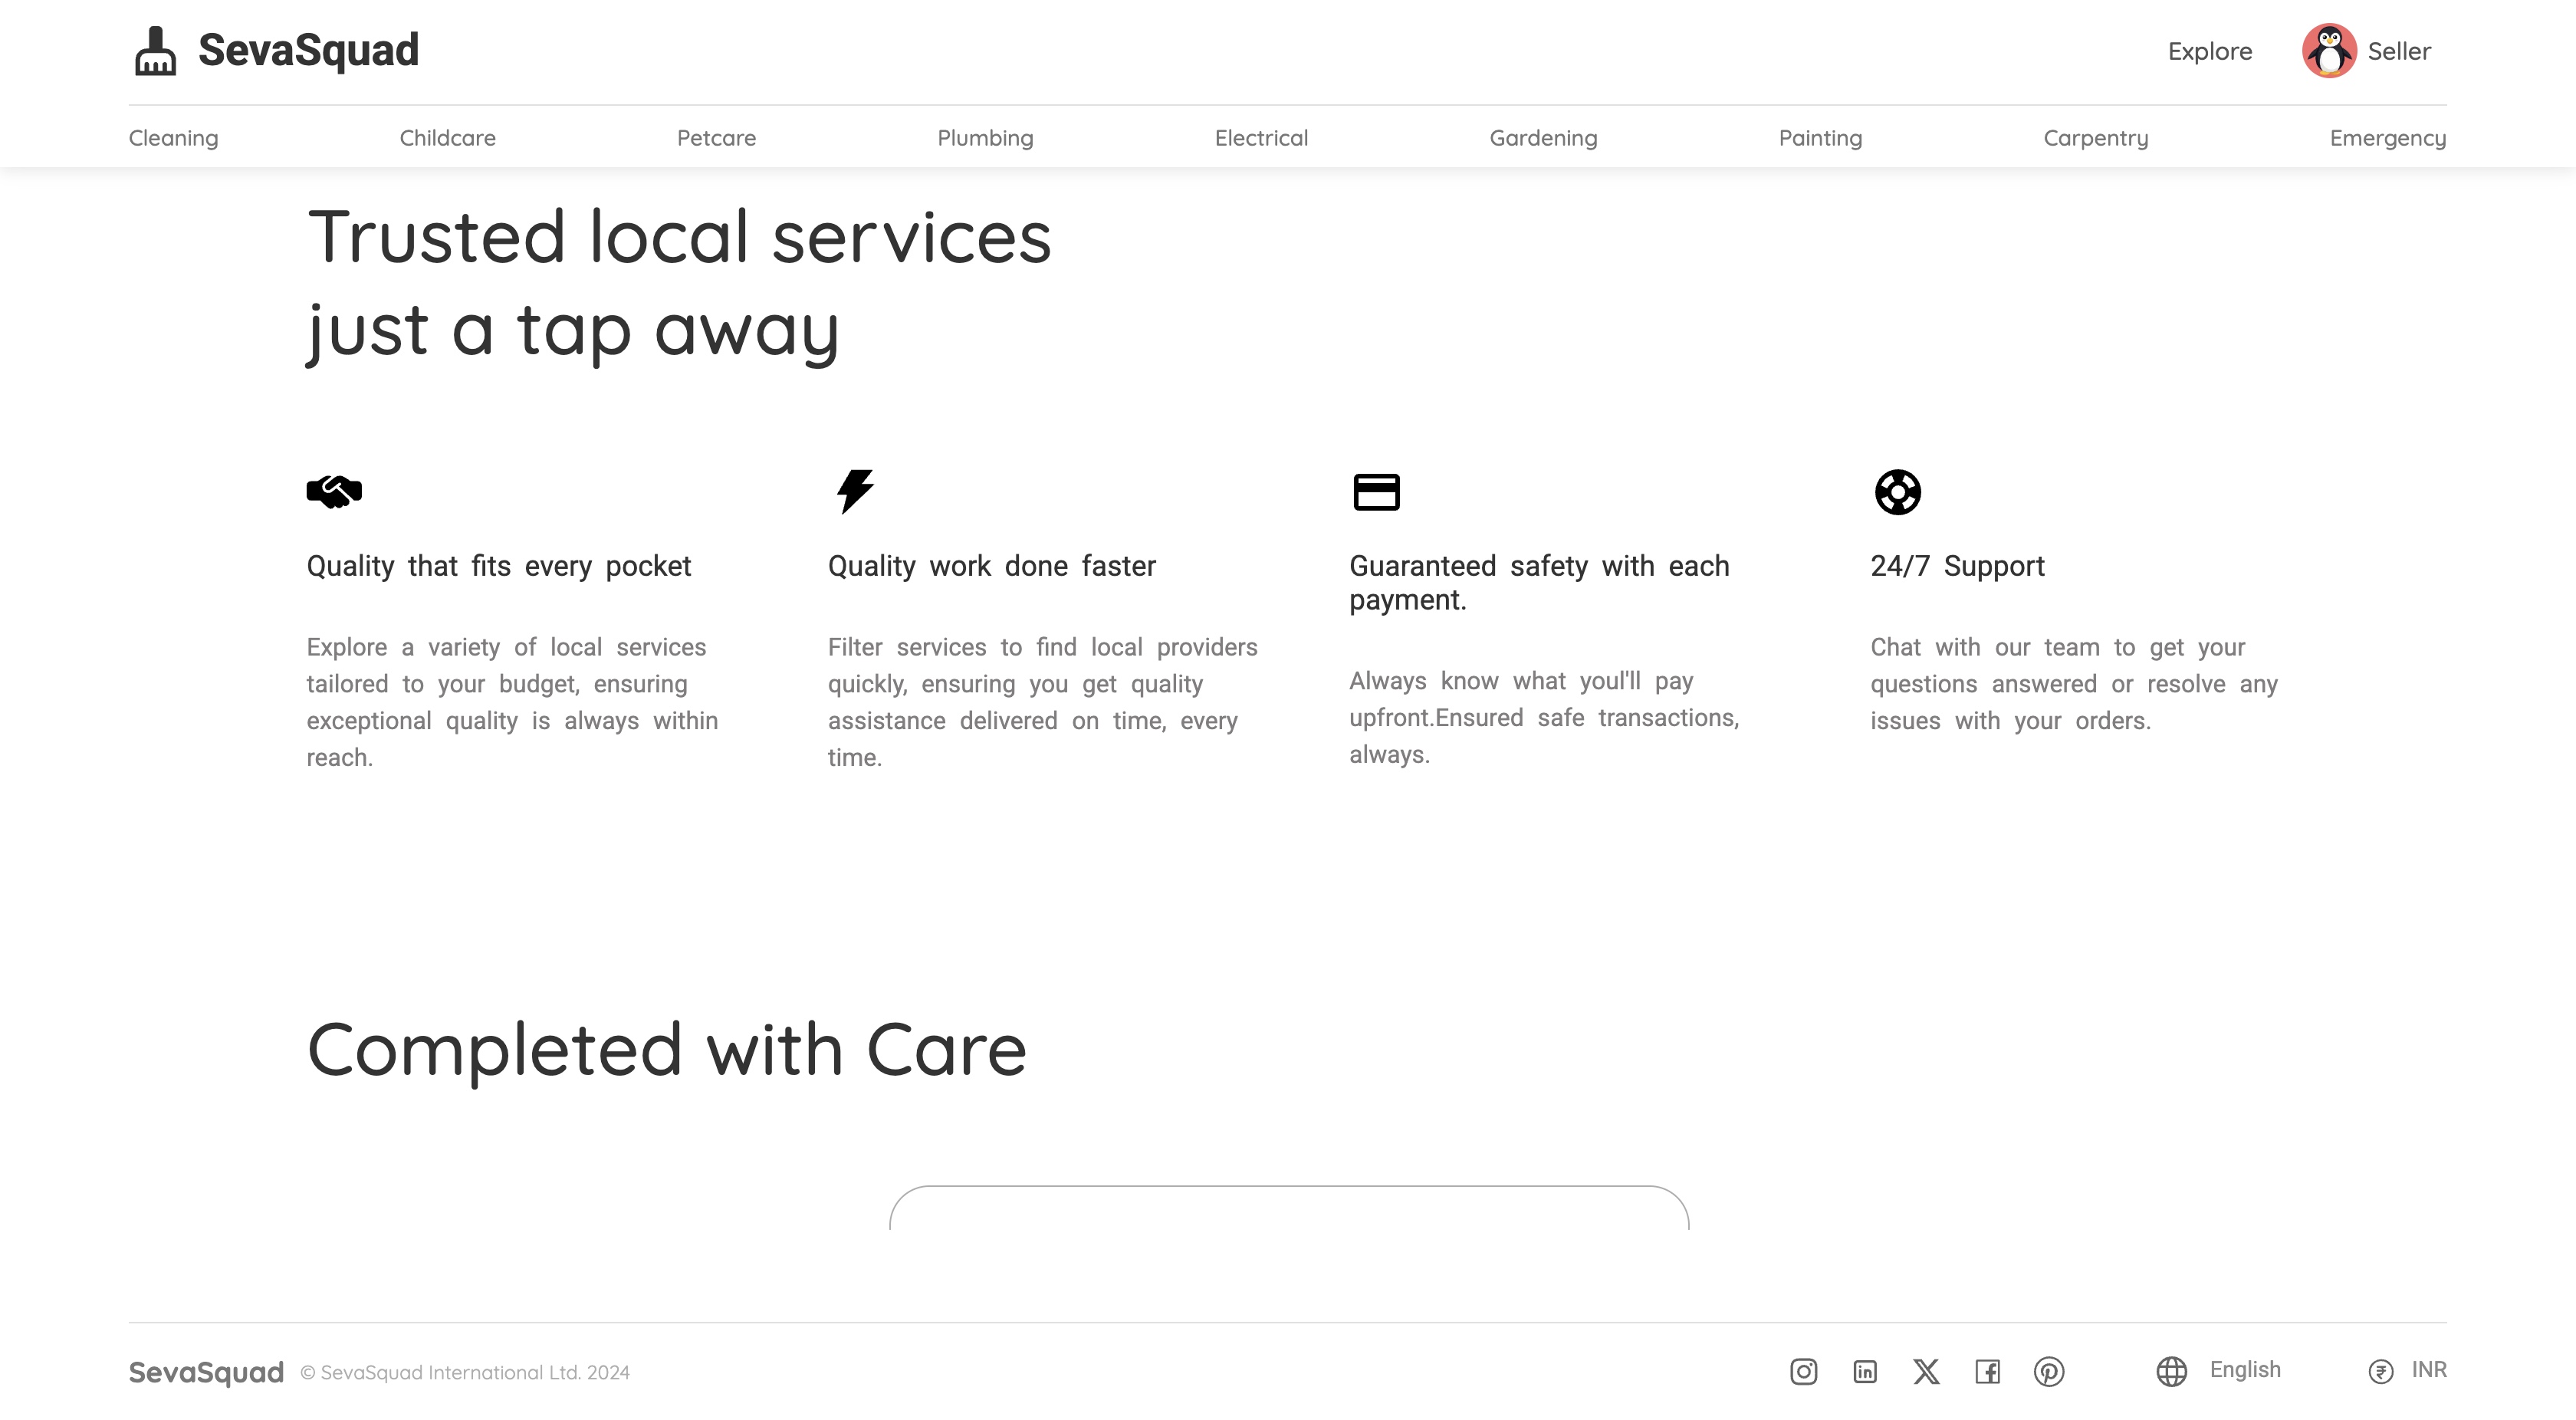 SevaSquad
Explore
Seller
Cleaning
Childcare
Petcare
Plumbing
Electrical
Gardening
Painting
Carpentry
Emergency
Trusted local services
just a tap away
Quality that fits every pocket
Explore a variety of local services
tailored to your budget, ensuring
exceptional quality is always within
reach.
Quality work done faster
Filter services to find local providers
quickly, ensuring you get quality
assistance delivered on time, every
time.
Guaranteed safety with each
payment.
Always know what youl'll pay
upfront.Ensured safe transactions,
always.
24/7 Support
Chat with our team to get your
questions answered or resolve any
issues with your orders.
Completed with Care
SevaSquad © SevaSquad International Ltd. 2024
English
INR